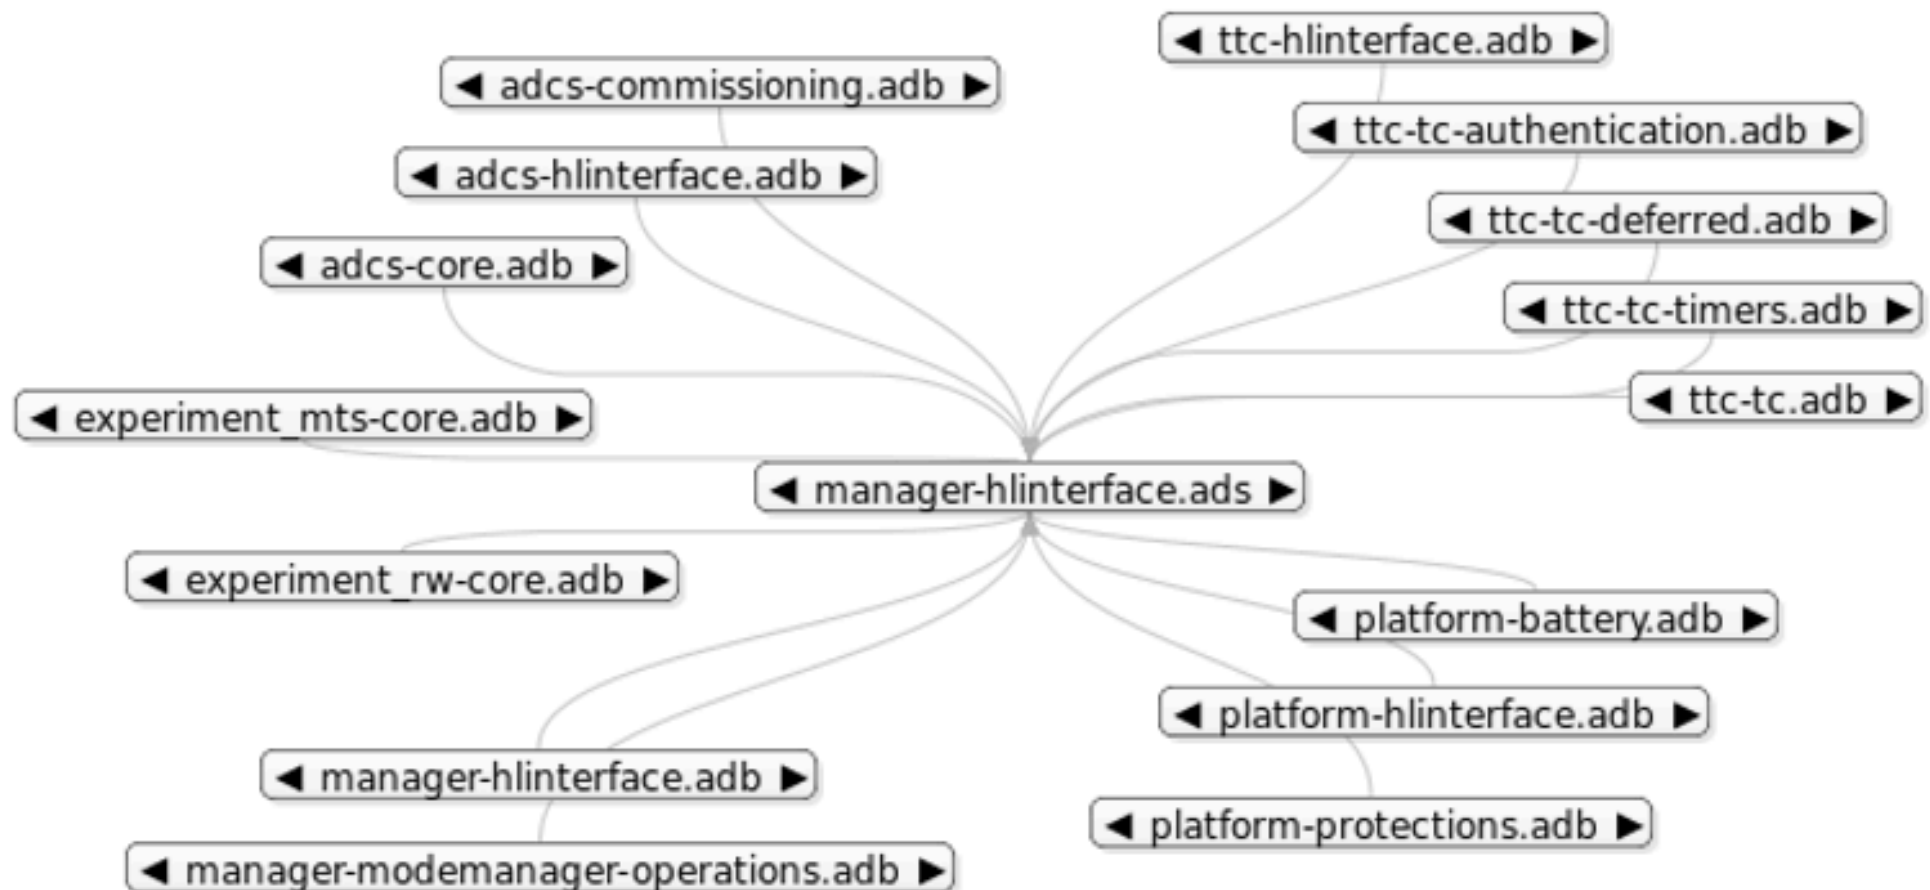 ttc-hlinterface.adb
adcs-commissioning.adb
ttc-tc-authentication.adb
adcs-hlinterface.adb
ttc-tc-deferred.adb
adcs-core.adb
ttc-tc-timers.adb
ttc-tc.adb
experiment_mts-core.adb
manager-hlinterface.ads
experiment_rw-core.adb
platform-battery.adb
platform-hlinterface.adb
manager-hlinterface.adb
platform-protections.adb
manager-modemanager-operations.adb